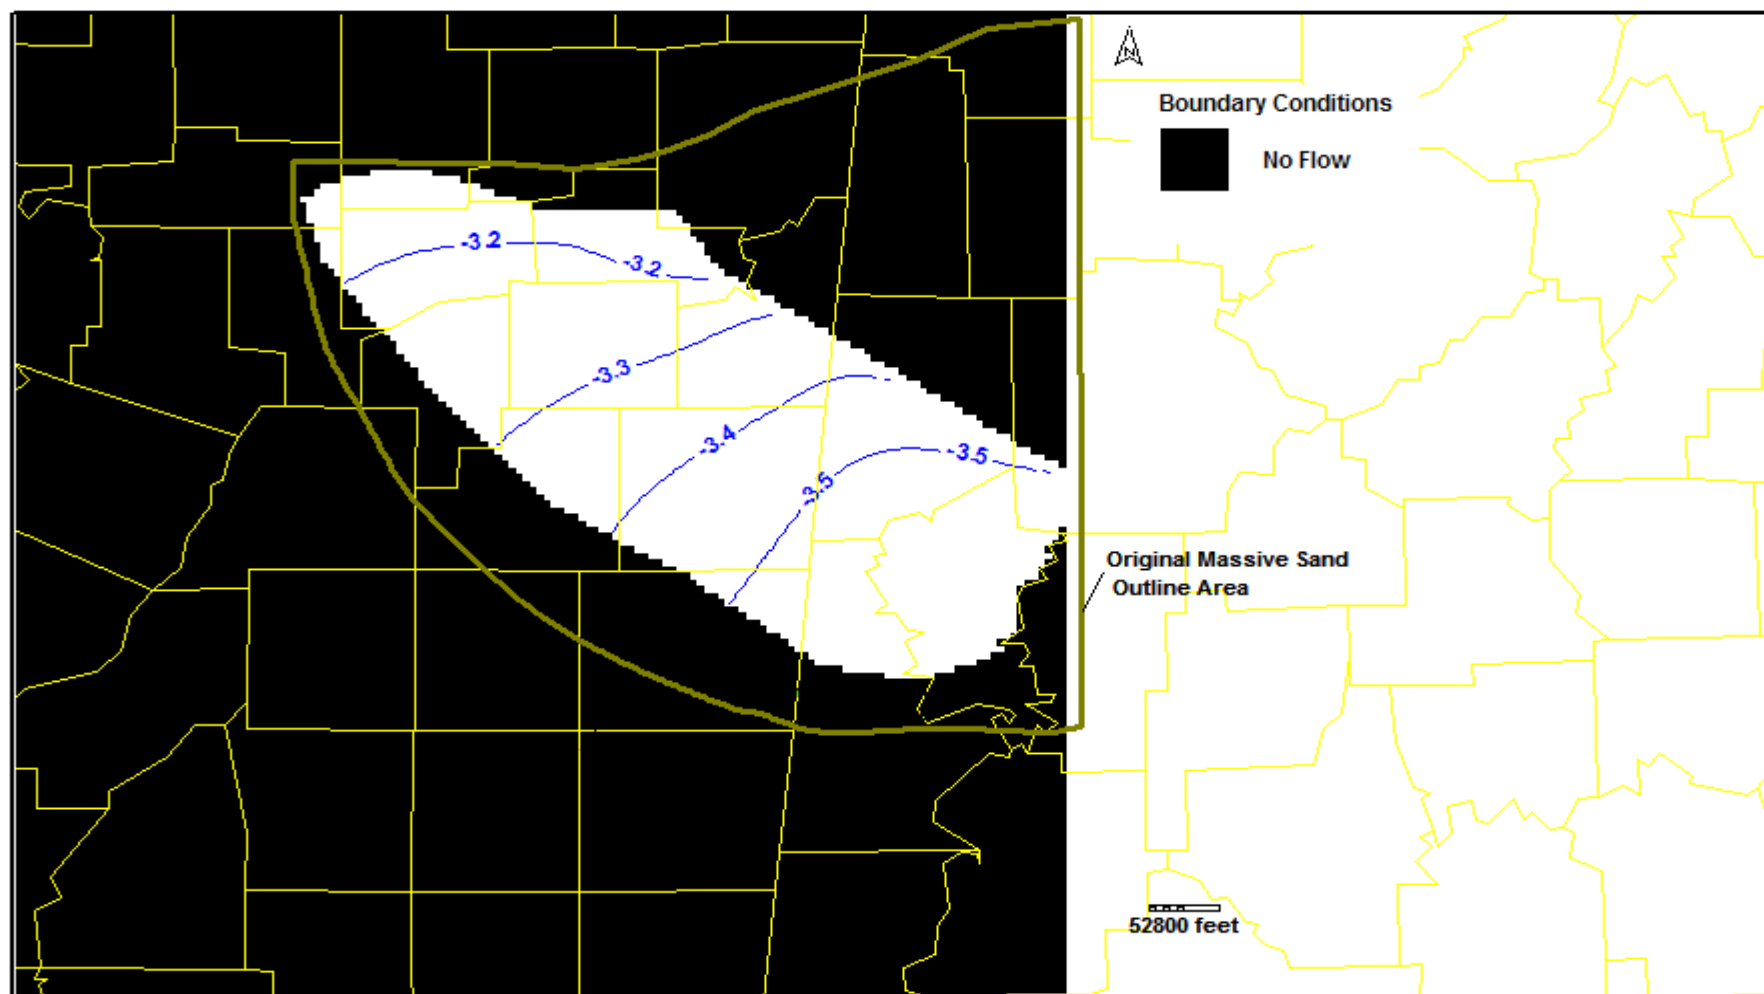 N
Boundary Conditions
No Flow
-3.2
-3.2
-3.3
-3.4
-3.5
-3.5
Original Massive Sand
Outline Area
52800 feet